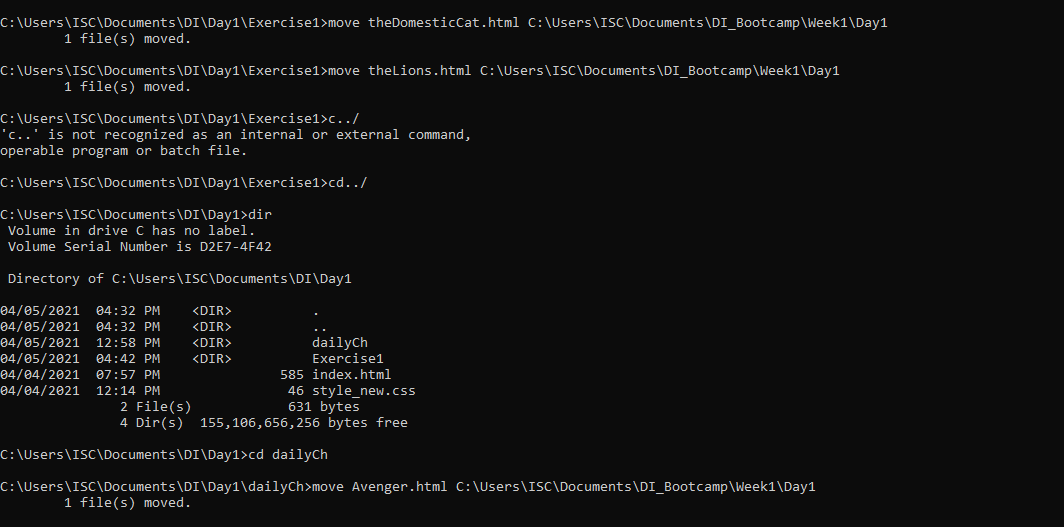 C:\Users\ISC\Documents\DI\Day1\Exercise1>move theDomesticCat.html C:\Users\ISC\Documents\DI_Bootcamp\Week1\Day1
        1 file(s) moved.
C:\Users\ISC\Documents\DI\Day1\Exercise1>move theLions.html C:\Users\ISC\Documents\DI_Bootcamp\Week1\Day1
        1 file(s) moved.
C:\Users\ISC\Documents\DI\Day1\Exercise1>c../
'c..' is not recognized as an internal or external command,
operable program or batch file.
C:\Users\ISC\Documents\DI\Day1\Exercise1>cd../
C:\Users\ISC\Documents\DI\Day1>dir
 Volume in drive C has no label.
 Volume Serial Number is D2E7-4F42
 Directory of C:\Users\ISC\Documents\DI\Day1
04/05/2021  04:32 PM    <DIR>          .
04/05/2021  04:32 PM    <DIR>          ..
04/05/2021  12:58 PM    <DIR>          dailyCh
04/05/2021  04:42 PM    <DIR>          Exercise1
04/04/2021  07:57 PM               585 index.html
04/04/2021  12:14 PM                46 style_new.css
               2 File(s)            631 bytes
               4 Dir(s)  155,106,656,256 bytes free
C:\Users\ISC\Documents\DI\Day1>cd dailyCh
C:\Users\ISC\Documents\DI\Day1\dailyCh>move Avenger.html C:\Users\ISC\Documents\DI_Bootcamp\Week1\Day1
        1 file(s) moved.